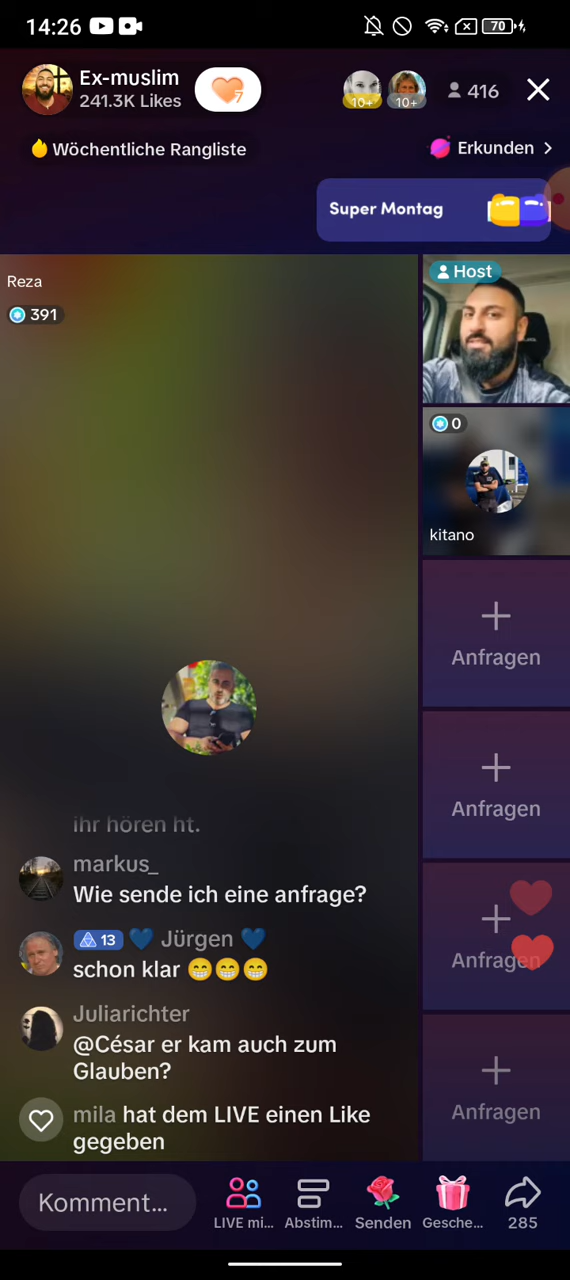 14:26
70
Ex-muslim
241.3K Likes
7
10+
10+
416
Wöchentliche Rangliste
Erkunden
Super Montag
Reza
391
Host
0
kitano
Anfragen
Anfragen
Anfragen
Anfragen
ihr hören ht.
markus_
Wie sende ich eine anfrage?
13 💙 Jürgen 💙
schon klar 😁😁😁
Juliarichter
@César er kam auch zum
Glauben?
mila hat dem LIVE einen Like
gegeben
Komment...
LIVE mi...
Abstim...
Senden
Gesche...
285